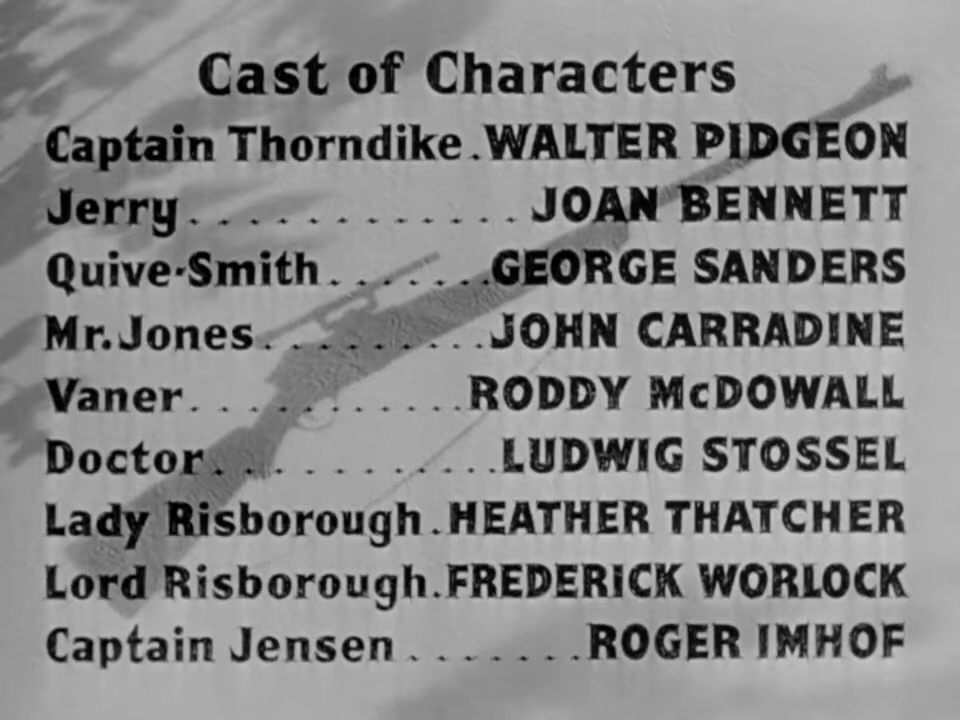 Cast of Characters
Captain Thorndike.WALTER PIDGEON
Jerry.............JOAN BENNETT
Quive-Smith.......GEORGE SANDERS
Mr. Jones.........JOHN CARRADINE
Vaner...........RODDY McDOWALL
Doctor............LUDWIG STOSSEL
Lady Risborough.HEATHER THATCHER
Lord Risborough.FREDERICK WORLOCK
Captain Jensen.......ROGER IMHOF